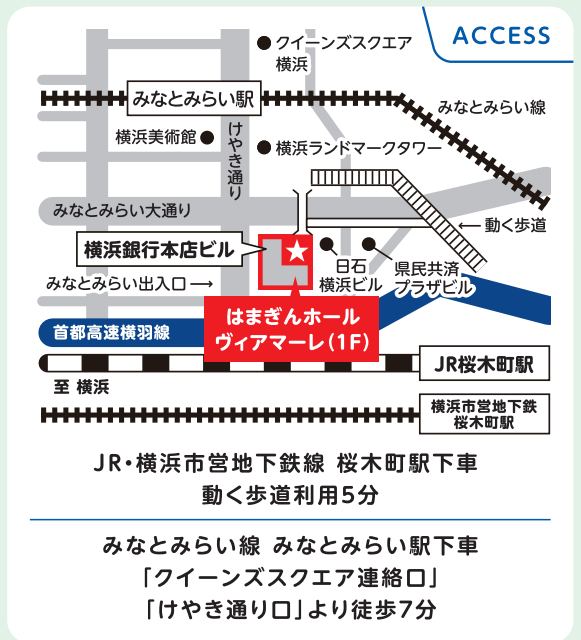 ACCESS
クイーンズスクエア
横浜
みなとみらい駅
みなとみらい線
横浜美術館
けやき通り
横浜ランドマークタワー
みなとみらい大通り
←動く歩道
横浜銀行本店ビル
日石
横浜ビル
県民共済
プラザビル
みなとみらい出入口→
はまぎんホール
ヴィアマーレ(1F)
首都高速横羽線
JR桜木町駅
至 横浜
横浜市営地下鉄
桜木町駅
JR・横浜市営地下鉄線 桜木町駅下車
動く歩道利用5分
みなとみらい線 みなとみらい駅下車
「クイーンズスクエア連絡口」
「けやき通り口」より徒歩7分